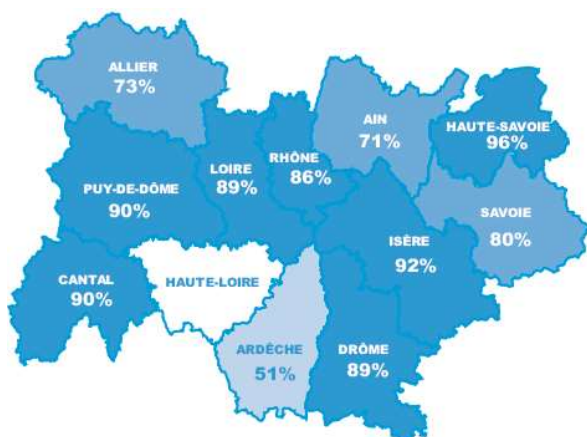 ALLIER
73%
AIN
71%
HAUTE-SAVOIE
96%
LOIRE
89%
RHÔNE
86%
PUY-DE-DÔME
90%
SAVOIE
80%
ISÈRE
92%
CANTAL
90%
HAUTE-LOIRE
ARDÈCHE
51%
DRÔME
89%